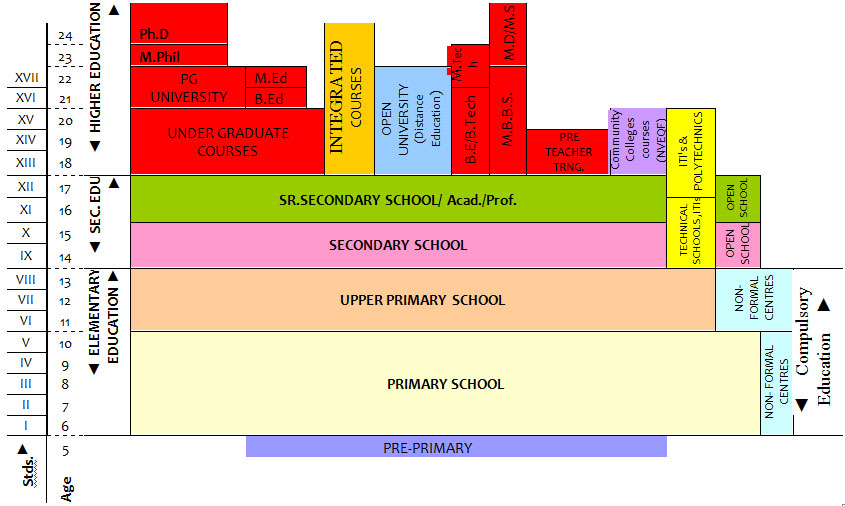 24
23
XVII
22
XVI
21
XV
20
XIV
19
XIII
18
XII
17
XI
16
X
15
IX
14
VIII
13
VII
12
VI
11
V
10
IV
9
III
8
II
7
I
6
5
Stds.
Age
HIGHER EDUCATION
SEC. EDU
ELEMENTARY
EDUCATION
Ph.D
M.Phil
PG
UNIVERSITY
M.Ed
B.Ed
UNDER GRADUATE
COURSES
INTEGRATED
COURSES
OPEN
UNIVERSITY
(Distance
Education)
M.Tec
h
B.E/B.Tech
M.D/M.S
M.B.B.S.
PRE
TEACHER
TRNG.
Community
Colleges
courses
(NVEQF)
ITI's &
POLYTECHNICS
SR.SECONDARY SCHOOL/ Acad./Prof.
SECONDARY SCHOOL
TECHNICAL
SCHOOLS ,ITIs
OPEN
SCHOOL
OPEN
SCHOOL
UPPER PRIMARY SCHOOL
NON-
FORMAL
CENTRES
PRIMARY SCHOOL
NON- FORMAL
CENTRES
Compulsory
Education
PRE-PRIMARY